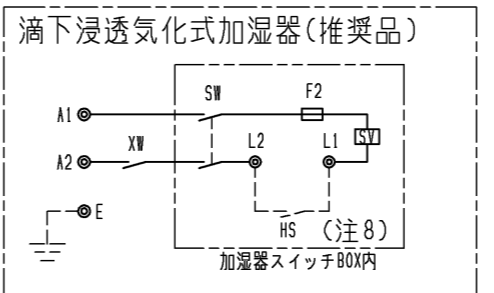 滴下浸透気化式加湿器(推奨品)
SW
F2
A1
XW
L2
L1
SV
A2
E
HS (注8)
加湿器スイッチBOX内